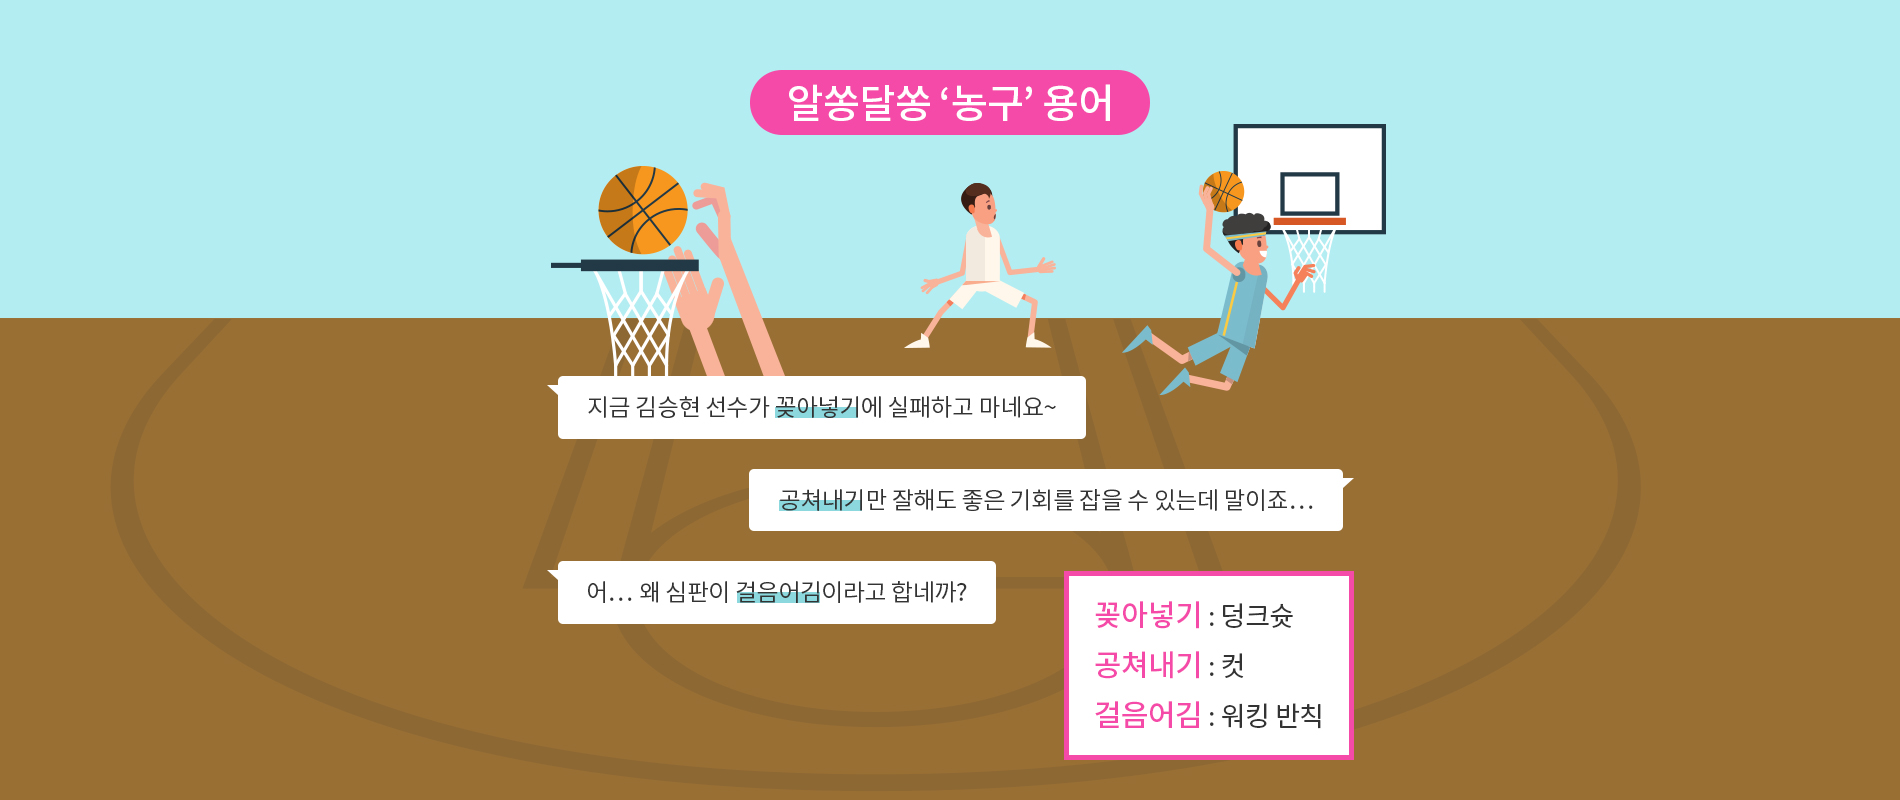 알쏭달쏭 ‘농구’ 용어
지금 김승현 선수가 꽂아넣기에 실패하고 마네요~
공쳐내기만 잘해도 좋은 기회를 잡을 수 있는데 말이죠...
어... 왜 심판이 걸음어김이라고 합네까?
꽂아넣기 : 덩크슛
공쳐내기 : 컷
걸음어김 : 워킹 반칙